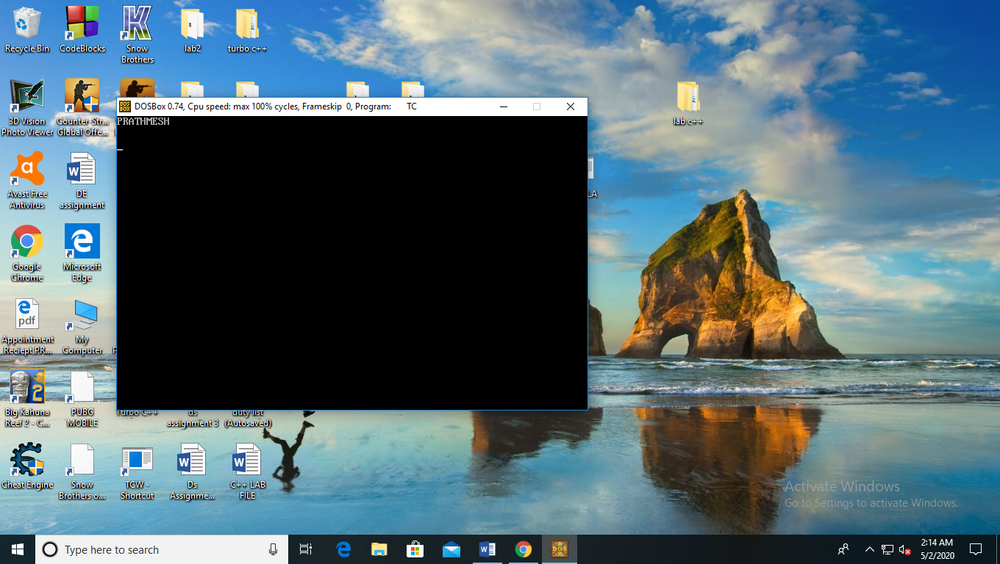 Recycle Bin
CodeBlocks
Snow
Brothers
lab2
turbo c++
3D Vision
Photo Viewer
Counter-Str...
Global Offe...
lab c++
DOSBox 0.74, Cpu speed: max 100% cycles, Frameskip 0, Program: TC
PRATHMESH
Avast Free
Antivirus
DE
assignment
LA
Google
Chrome
Microsoft
Edge
pdf
Appointment
Reciept PR...
My
Computer
Big Kahuna
Reef 2 - C...
PUBG
MOBILE
Turbo C++
ds
assignment 3
duty list
(Autosaved)
Cheat Engine
Snow
Brothers o...
TCW -
Shortcut
Ds
Assignme...
C++ LAB
FILE
Activate Windows
Go to Settings to activate Windows.
Type here to search
2:14 AM
5/2/2020